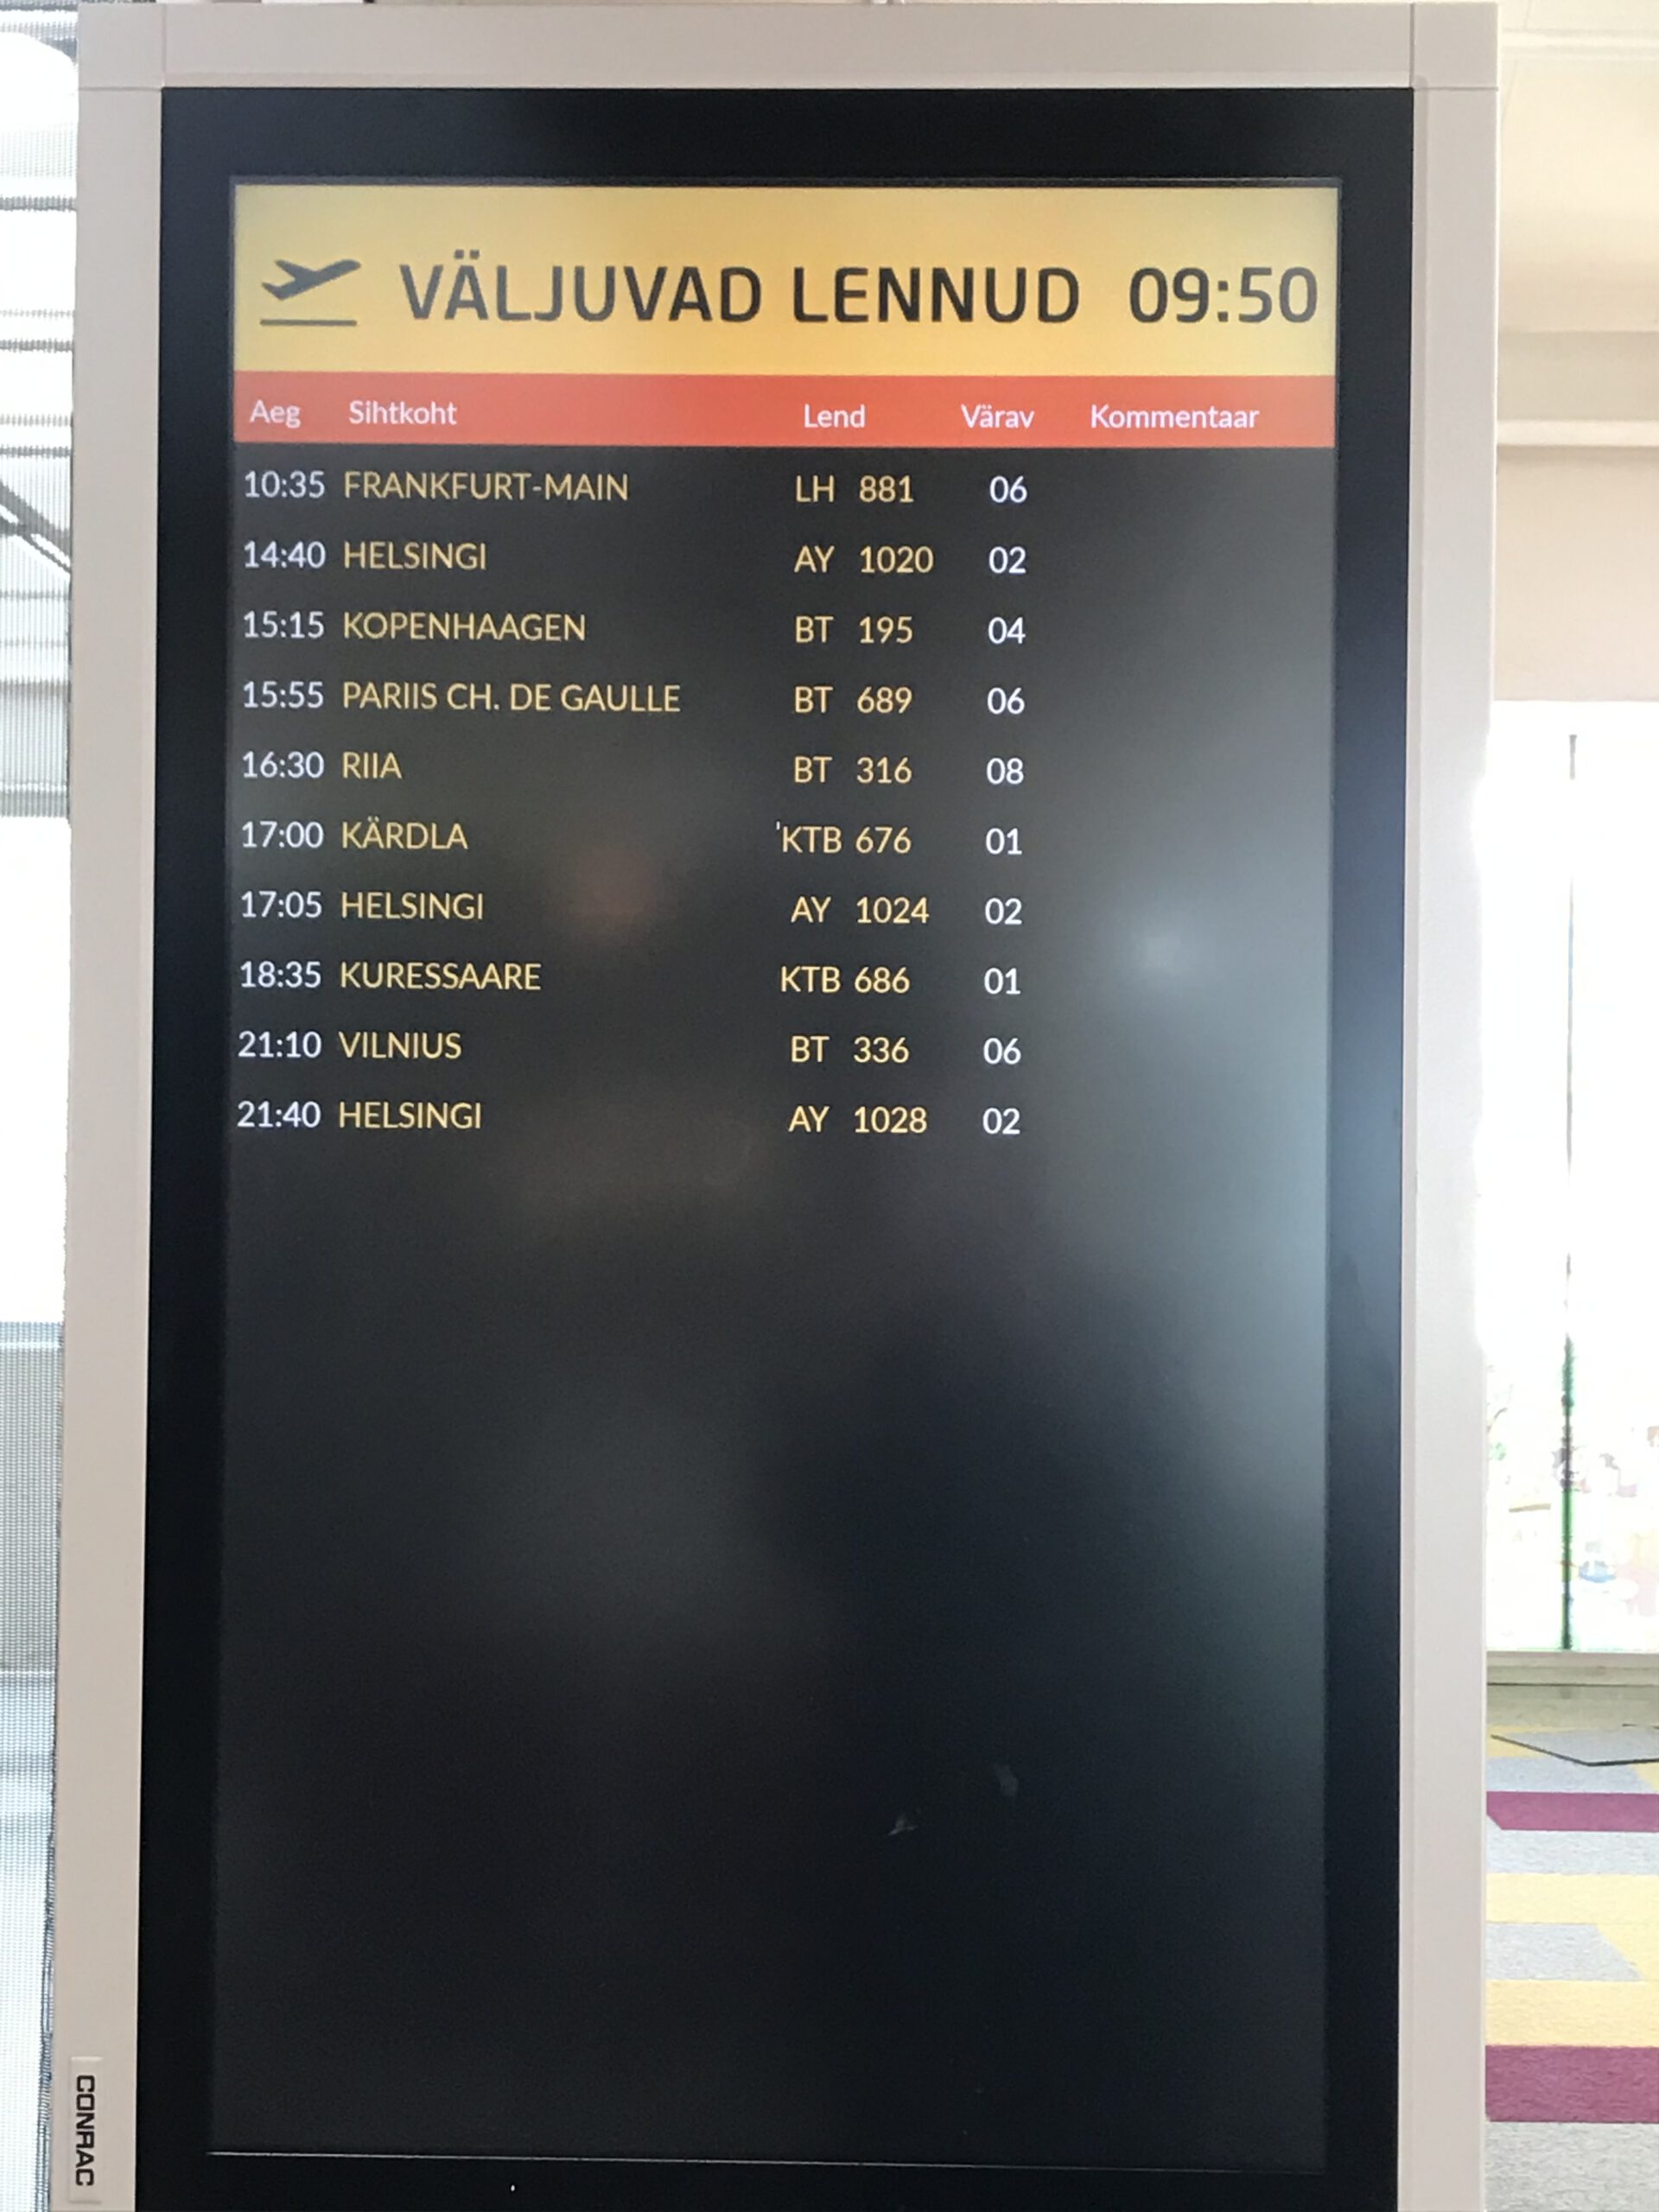 VÄLJUVAD LENNUD 09:50
Aeg Sihtkoht Lend Värav Kommentaar
10:35 FRANKFURT-MAIN LH 881 06
14:40 HELSINGI AY 1020 02
15:15 KOPENHAAGEN BT 195 04
15:55 PARIIS CH. DE GAULLE BT 689 06
16:30 RIIA BT 316 08
17:00 KÄRDLA 'KTB 676 01
17:05 HELSINGI AY 1024 02
18:35 KURESSAARE KTB 686 01
21:10 VILNIUS BT 336 06
21:40 HELSINGI AY 1028 02
CONRAC